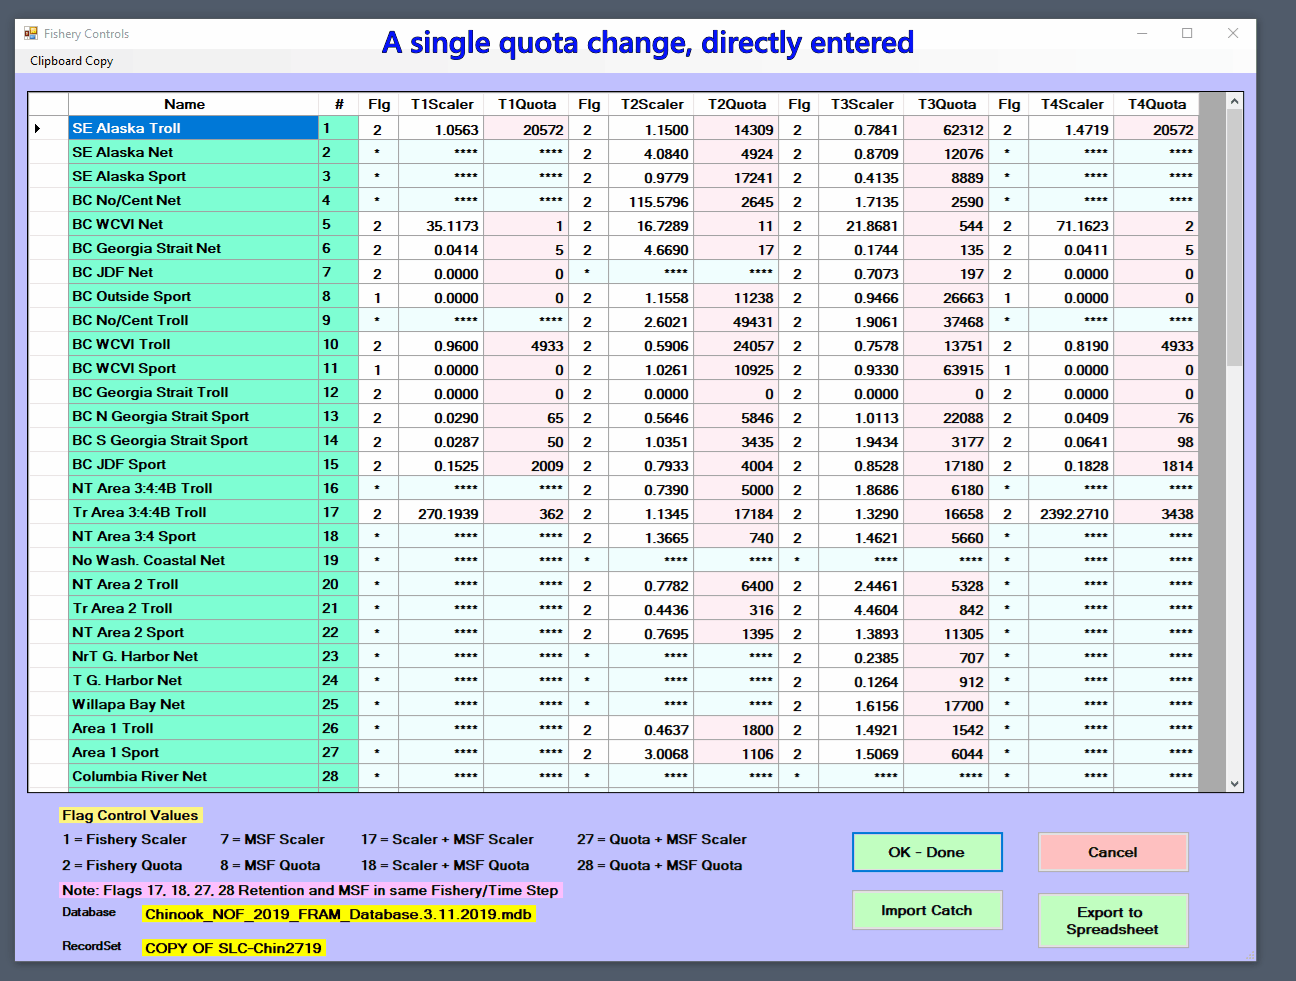 Fishery Controls
A single quota change, directly entered
Clipboard Copy
Name # Flg T1Scaler T1Quota Flg T2Scaler T2Quota Flg T3Scaler T3Quota Flg T4Scaler T4Quota
SE Alaska Troll 1 2 1.0563 20572 2 1.1500 14309 2 0.7841 62312 2 1.4719 20572
SE Alaska Net 2 * **** **** 2 4.0840 4924 2 0.8709 12076 * **** ****
SE Alaska Sport 3 * **** **** 2 0.9779 17241 2 0.4135 8889 * **** ****
BC No/Cent Net 4 * **** **** 2 115.5796 2645 2 1.7135 2590 * **** ****
BC WCVI Net 5 2 35.1173 1 2 16.7289 11 2 21.8681 544 2 71.1623 2
BC Georgia Strait Net 6 2 0.0414 5 2 4.6690 17 2 0.1744 135 2 0.0411 5
BC JDF Net 7 2 0.0000 0 * **** **** 2 0.7073 197 2 0.0000 0
BC Outside Sport 8 1 0.0000 0 2 1.1558 11238 2 0.9466 26663 1 0.0000 0
BC No/Cent Troll 9 * **** **** 2 2.6021 49431 2 1.9061 37468 * **** ****
BC WCVI Troll 10 2 0.9600 4933 2 0.5906 24057 2 0.7578 13751 2 0.8190 4933
BC WCVI Sport 11 1 0.0000 0 2 1.0261 10925 2 0.9330 63915 1 0.0000 0
BC Georgia Strait Troll 12 2 0.0000 0 2 0.0000 0 2 0.0000 0 2 0.0000 0
BC N Georgia Strait Sport 13 2 0.0290 65 2 0.5646 5846 2 1.0113 22088 2 0.0409 76
BC S Georgia Strait Sport 14 2 0.0287 50 2 1.0351 3435 2 1.9434 3177 2 0.0641 98
BC JDF Sport 15 2 0.1525 2009 2 0.7933 4004 2 0.8528 17180 2 0.1828 1814
NT Area 3:4:4B Troll 16 * **** **** 2 0.7390 5000 2 1.8686 6180 * **** ****
Tr Area 3:4:4B Troll 17 2 270.1939 362 2 1.1345 17184 2 1.3290 16658 2 2392.2710 3438
NT Area 3:4 Sport 18 * **** **** 2 1.3665 740 2 1.4621 5660 * **** ****
No Wash. Coastal Net 19 * **** **** * **** **** * **** **** * **** ****
NT Area 2 Troll 20 * **** **** 2 0.7782 6400 2 2.4461 5328 * **** ****
Tr Area 2 Troll 21 * **** **** 2 0.4436 316 2 4.4604 842 * **** ****
NT Area 2 Sport 22 * **** **** 2 0.7695 1395 2 1.3893 11305 * **** ****
NrT G. Harbor Net 23 * **** **** * **** **** 2 0.2385 707 * **** ****
T G. Harbor Net 24 * **** **** * **** **** 2 0.1264 912 * **** ****
Willapa Bay Net 25 * **** **** * **** **** 2 1.6156 17700 * **** ****
Area 1 Troll 26 * **** **** 2 0.4637 1800 2 1.4921 1542 * **** ****
Area 1 Sport 27 * **** **** 2 3.0068 1106 2 1.5069 6044 * **** ****
Columbia River Net 28 * **** **** * **** **** * **** **** * **** ****
Flag Control Values
1 = Fishery Scaler 7 = MSF Scaler 17 = Scaler + MSF Scaler 27 = Quota + MSF Scaler
2 = Fishery Quota 8 = MSF Quota 18 = Scaler + MSF Quota 28 = Quota + MSF Quota
Note: Flags 17, 18, 27, 28 Retention and MSF in same Fishery/Time Step
Database Chinook_NOF_2019_FRAM_Database.3.11.2019.mdb
RecordSet COPY OF SLC-Chin2719
OK - Done
Cancel
Import Catch
Export to
Spreadsheet